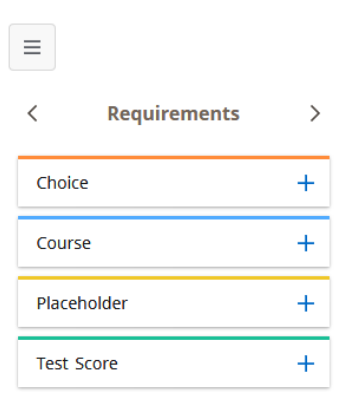 Requirements
Choice
Course
Placeholder
Test Score